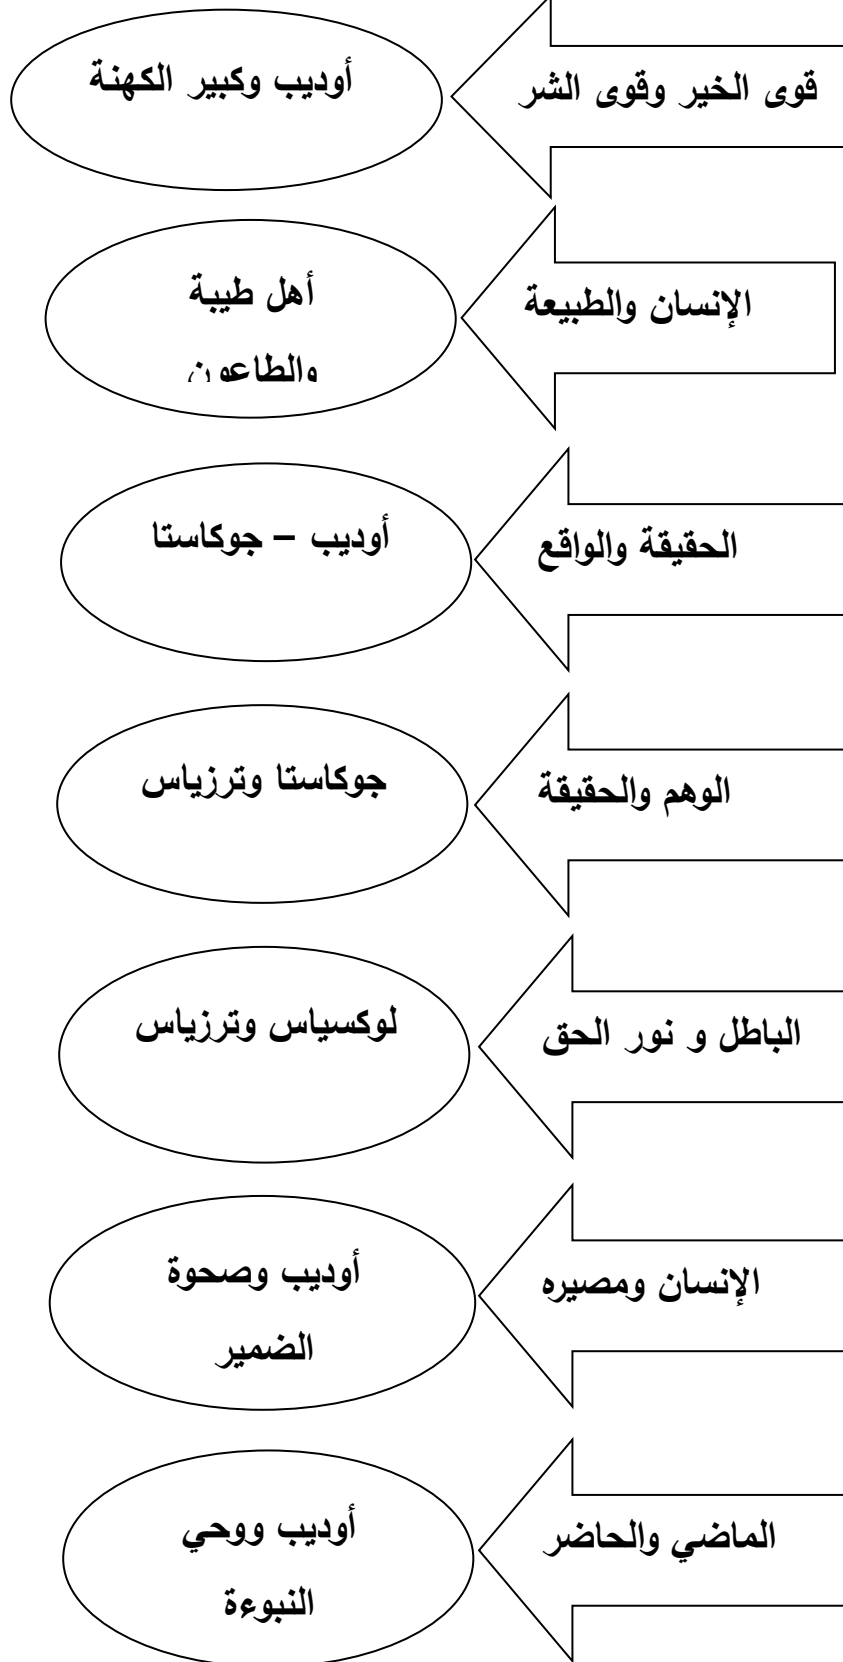 قوى الخير وقوى الشر
أوديب وكبير الكهنة
الإنسان والطبيعة
أهل طيبة
والطاعون
الحقيقة والواقع
أوديب – جوكاستا
الوهم والحقيقة
جوكاستا وترزياس
الباطل و نور الحق
لوكسياس وترزياس
الإنسان ومصيره
أوديب وصحوة
الضمير
الماضي والحاضر
أوديب ووحي
النبوءة